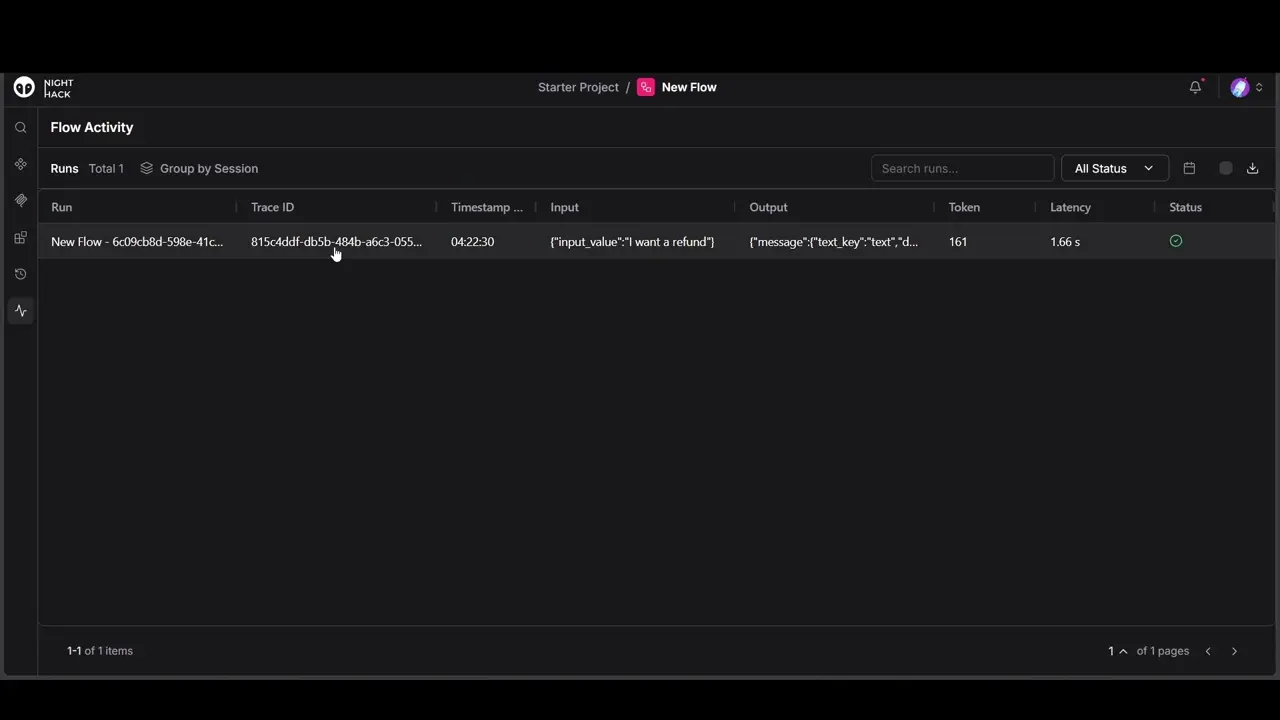 NIGHT
HACK
Starter Project / New Flow
Flow Activity
Runs Total 1 Group by Session
Search runs...
All Status
Run Trace ID Timestamp ... Input Output Token Latency Status
New Flow - 6c09cb8d-598e-41c... 815c4ddf-db5b-484b-a6c3-055... 04:22:30 {"input_value":"I want a refund"} {"message":{"text_key":"text","d... 161 1.66 s
1-1 of 1 items
1 of 1 pages